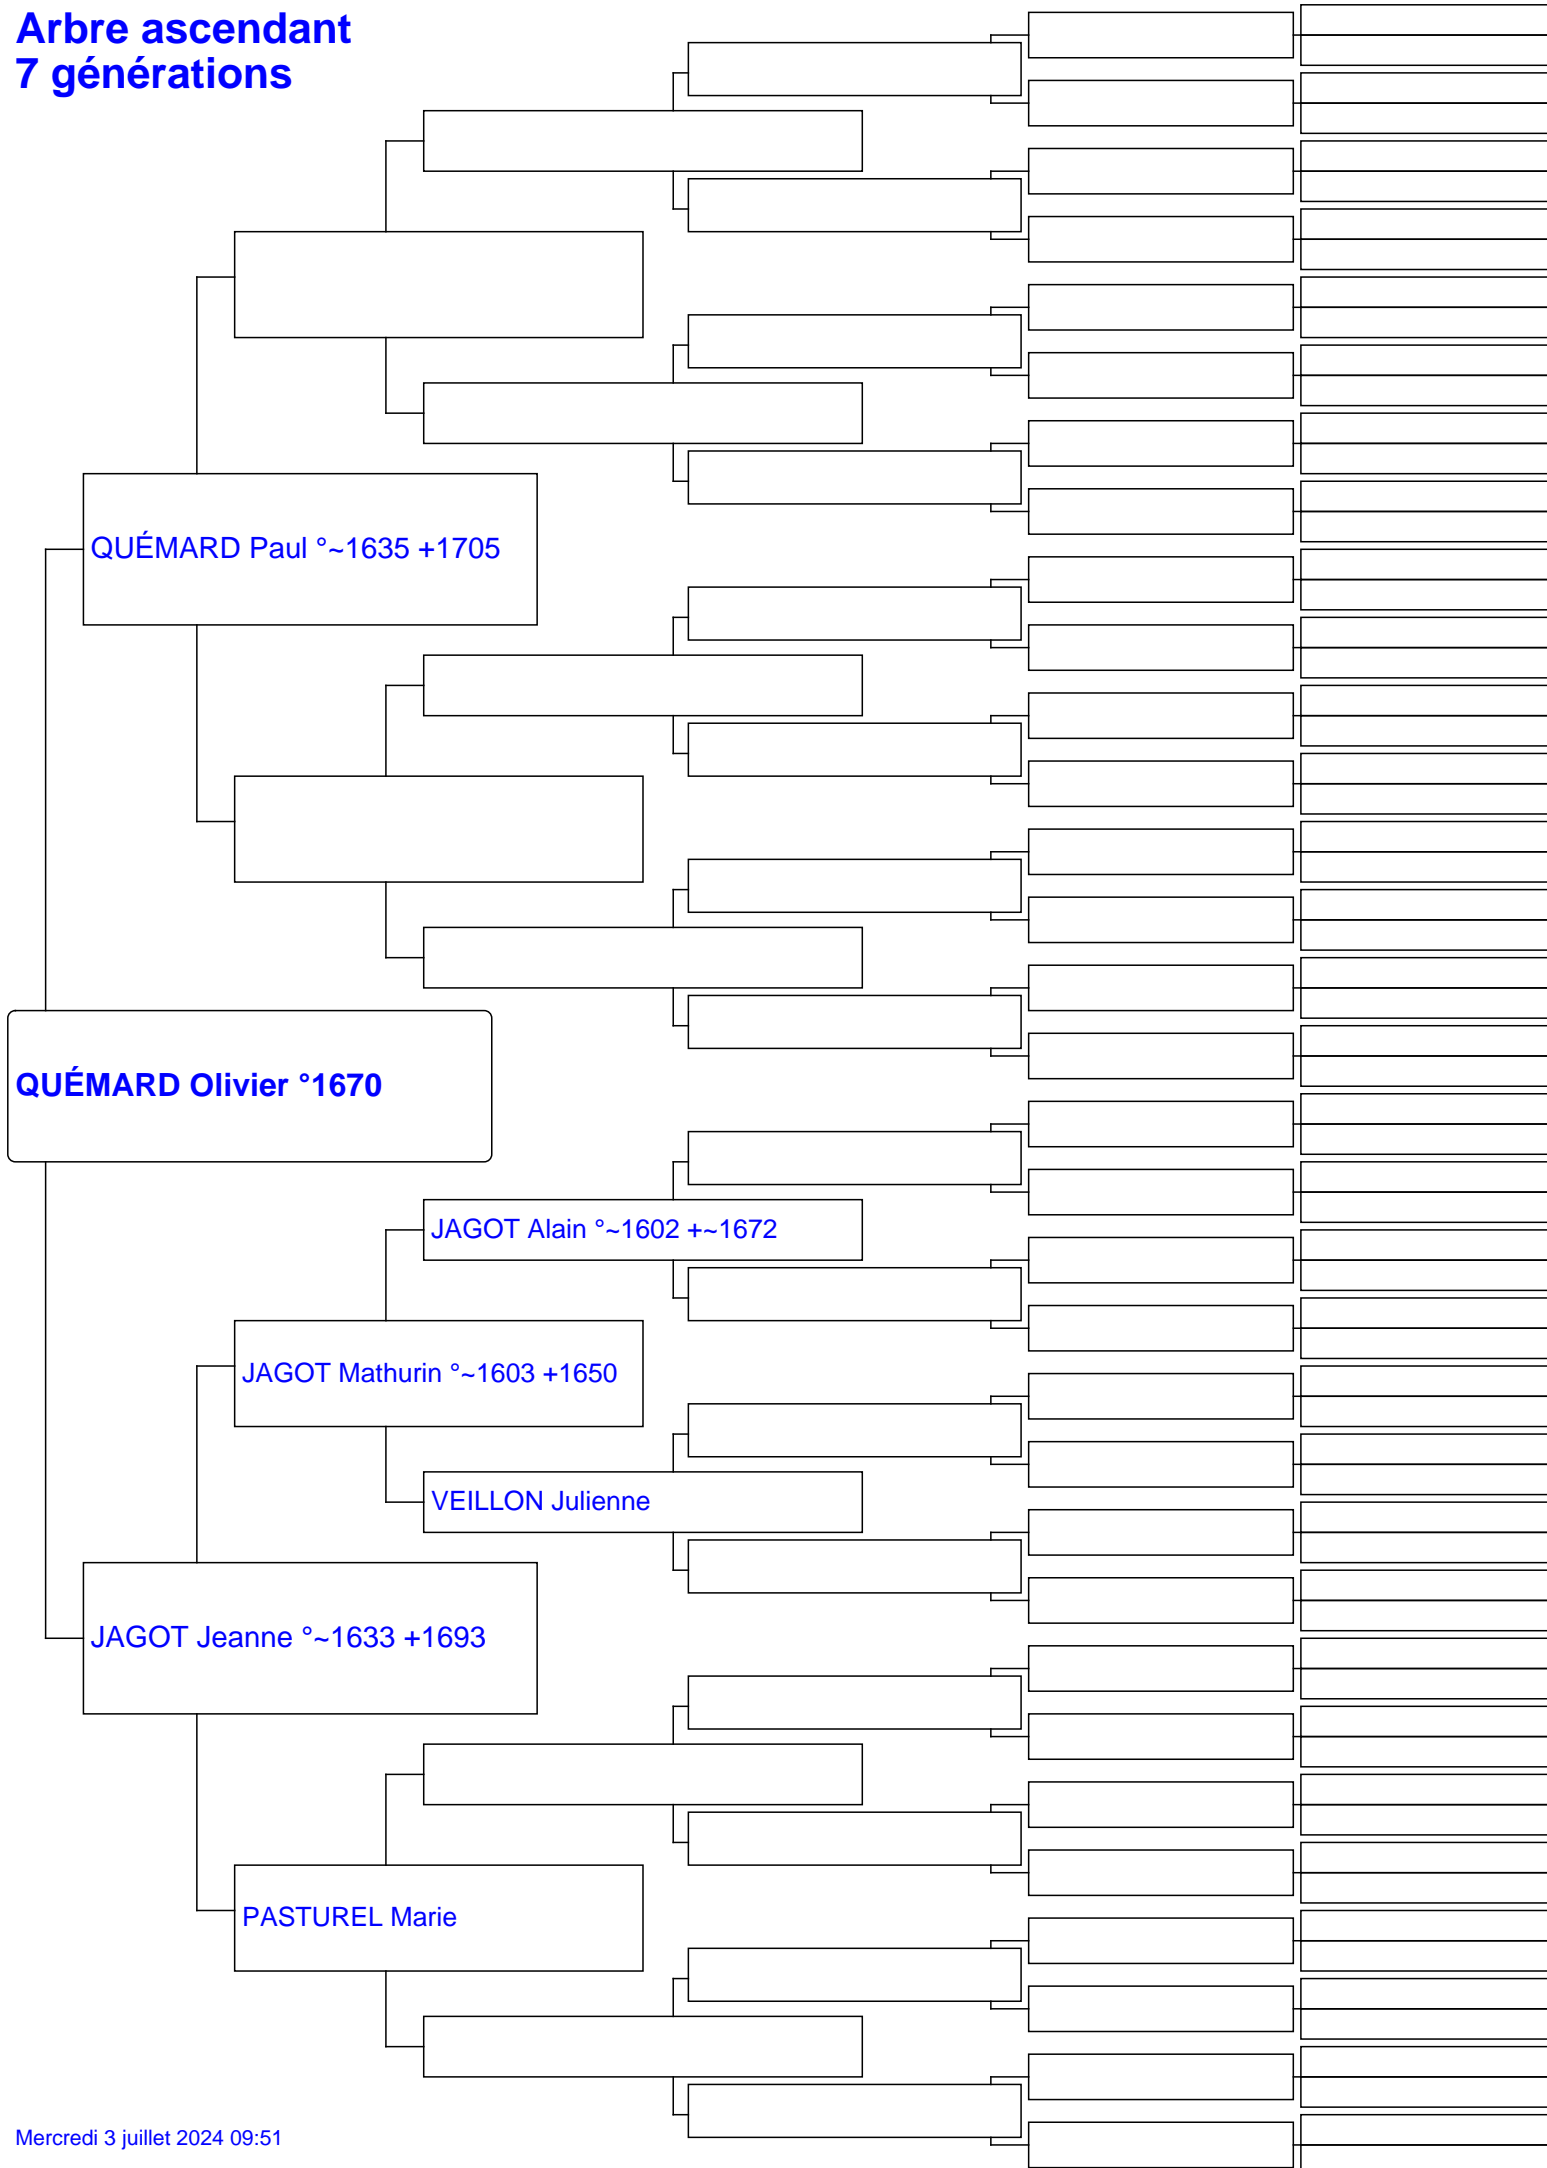 Arbre ascendant
7 générations
QUÉMARD Paul °~1635 +1705
QUÉMARD Olivier °1670
JAGOT Alain °~1602 +~1672
JAGOT Mathurin °~1603 +1650
VEILLON Julienne
JAGOT Jeanne °~1633 +1693
PASTUREL Marie
Mercredi 3 juillet 2024 09:51